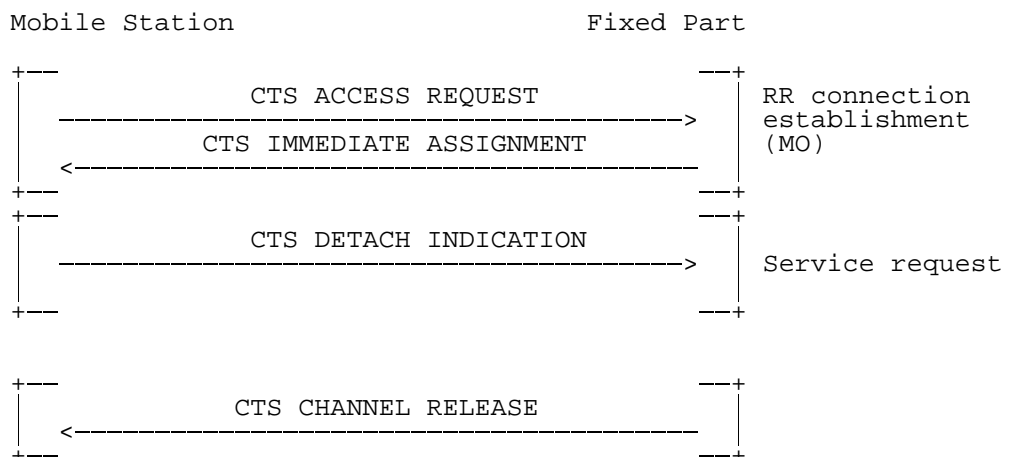 Mobile Station Fixed Part
CTS ACCESS REQUEST
RR connection
establishment
(MO)
CTS IMMEDIATE ASSIGNMENT
CTS DETACH INDICATION
Service request
CTS CHANNEL RELEASE